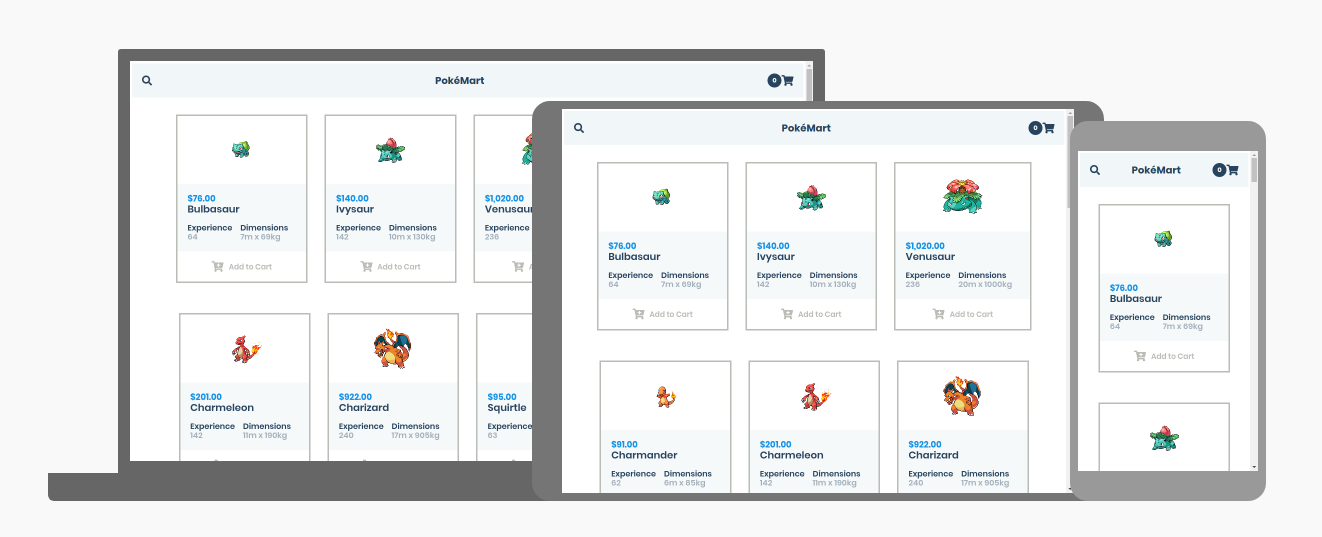 PokéMart
0
$76.00
Bulbasaur
Experience Dimensions
64 7m x 69kg
Add to Cart
$140.00
Ivysaur
Experience Dimensions
142 10m x 130kg
Add to Cart
$1,020.00
Venusau
Experience
236
$201.00
Charmeleon
Experience Dimensions
142 11m x 190kg
$922.00
Charizard
Experience Dimensions
240 17m x 905kg
$95.00
Squirtle
Experience
63
PokéMart
0
$76.00
Bulbasaur
Experience Dimensions
64 7m x 69kg
Add to Cart
$140.00
Ivysaur
Experience Dimensions
142 10m x 130kg
Add to Cart
$1,020.00
Venusaur
Experience Dimensions
236 20m x 1000kg
Add to Cart
$91.00
Charmander
Experience Dimensions
62 6m x 85kg
$201.00
Charmeleon
Experience Dimensions
142 11m x 190kg
$922.00
Charizard
Experience Dimensions
240 17m x 905kg
PokéMart
0
$76.00
Bulbasaur
Experience Dimensions
64 7m x 69kg
Add to Cart